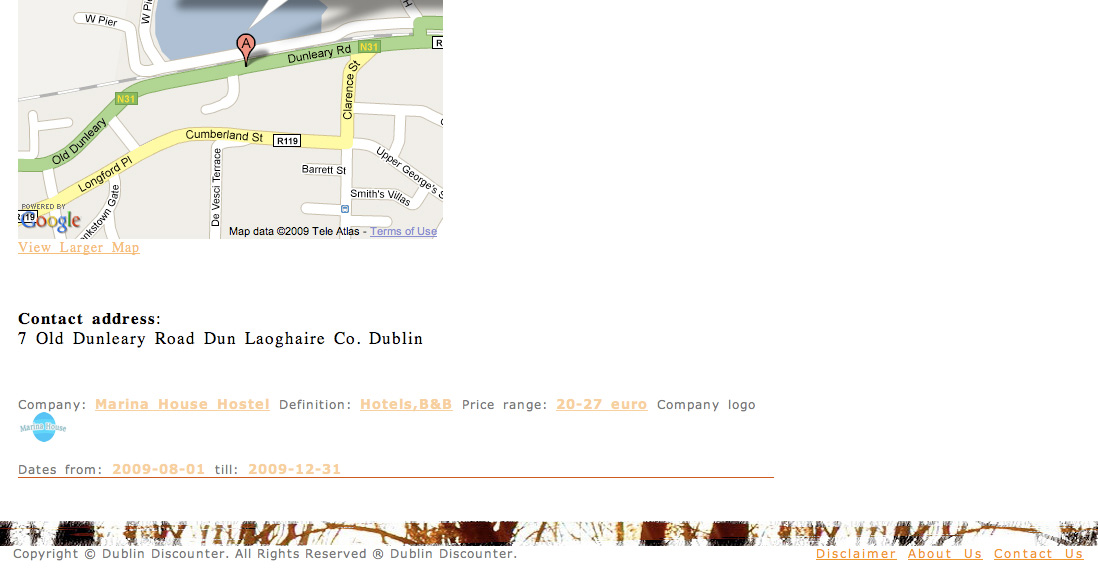 W Pier
W Pi
H
A
Dunleary Rd
N31
R
N31
Clarence St
Old Dunleary
Cumberland St
R119
Longford Pl
Upper George's S
Barrett St
De Vesci Terrace
Smith's Villas
nkstown Gate
POWERED BY
Google
Map data ©2009 Tele Atlas - Terms of Use
View Larger Map
Contact address:
7 Old Dunleary Road Dun Laoghaire Co. Dublin
Company: Marina House Hostel Definition: Hotels,B&B Price range: 20-27 euro Company logo
Marina House
Dates from: 2009-08-01 till: 2009-12-31
Copyright © Dublin Discounter. All Rights Reserved ® Dublin Discounter.
Disclaimer About Us Contact Us